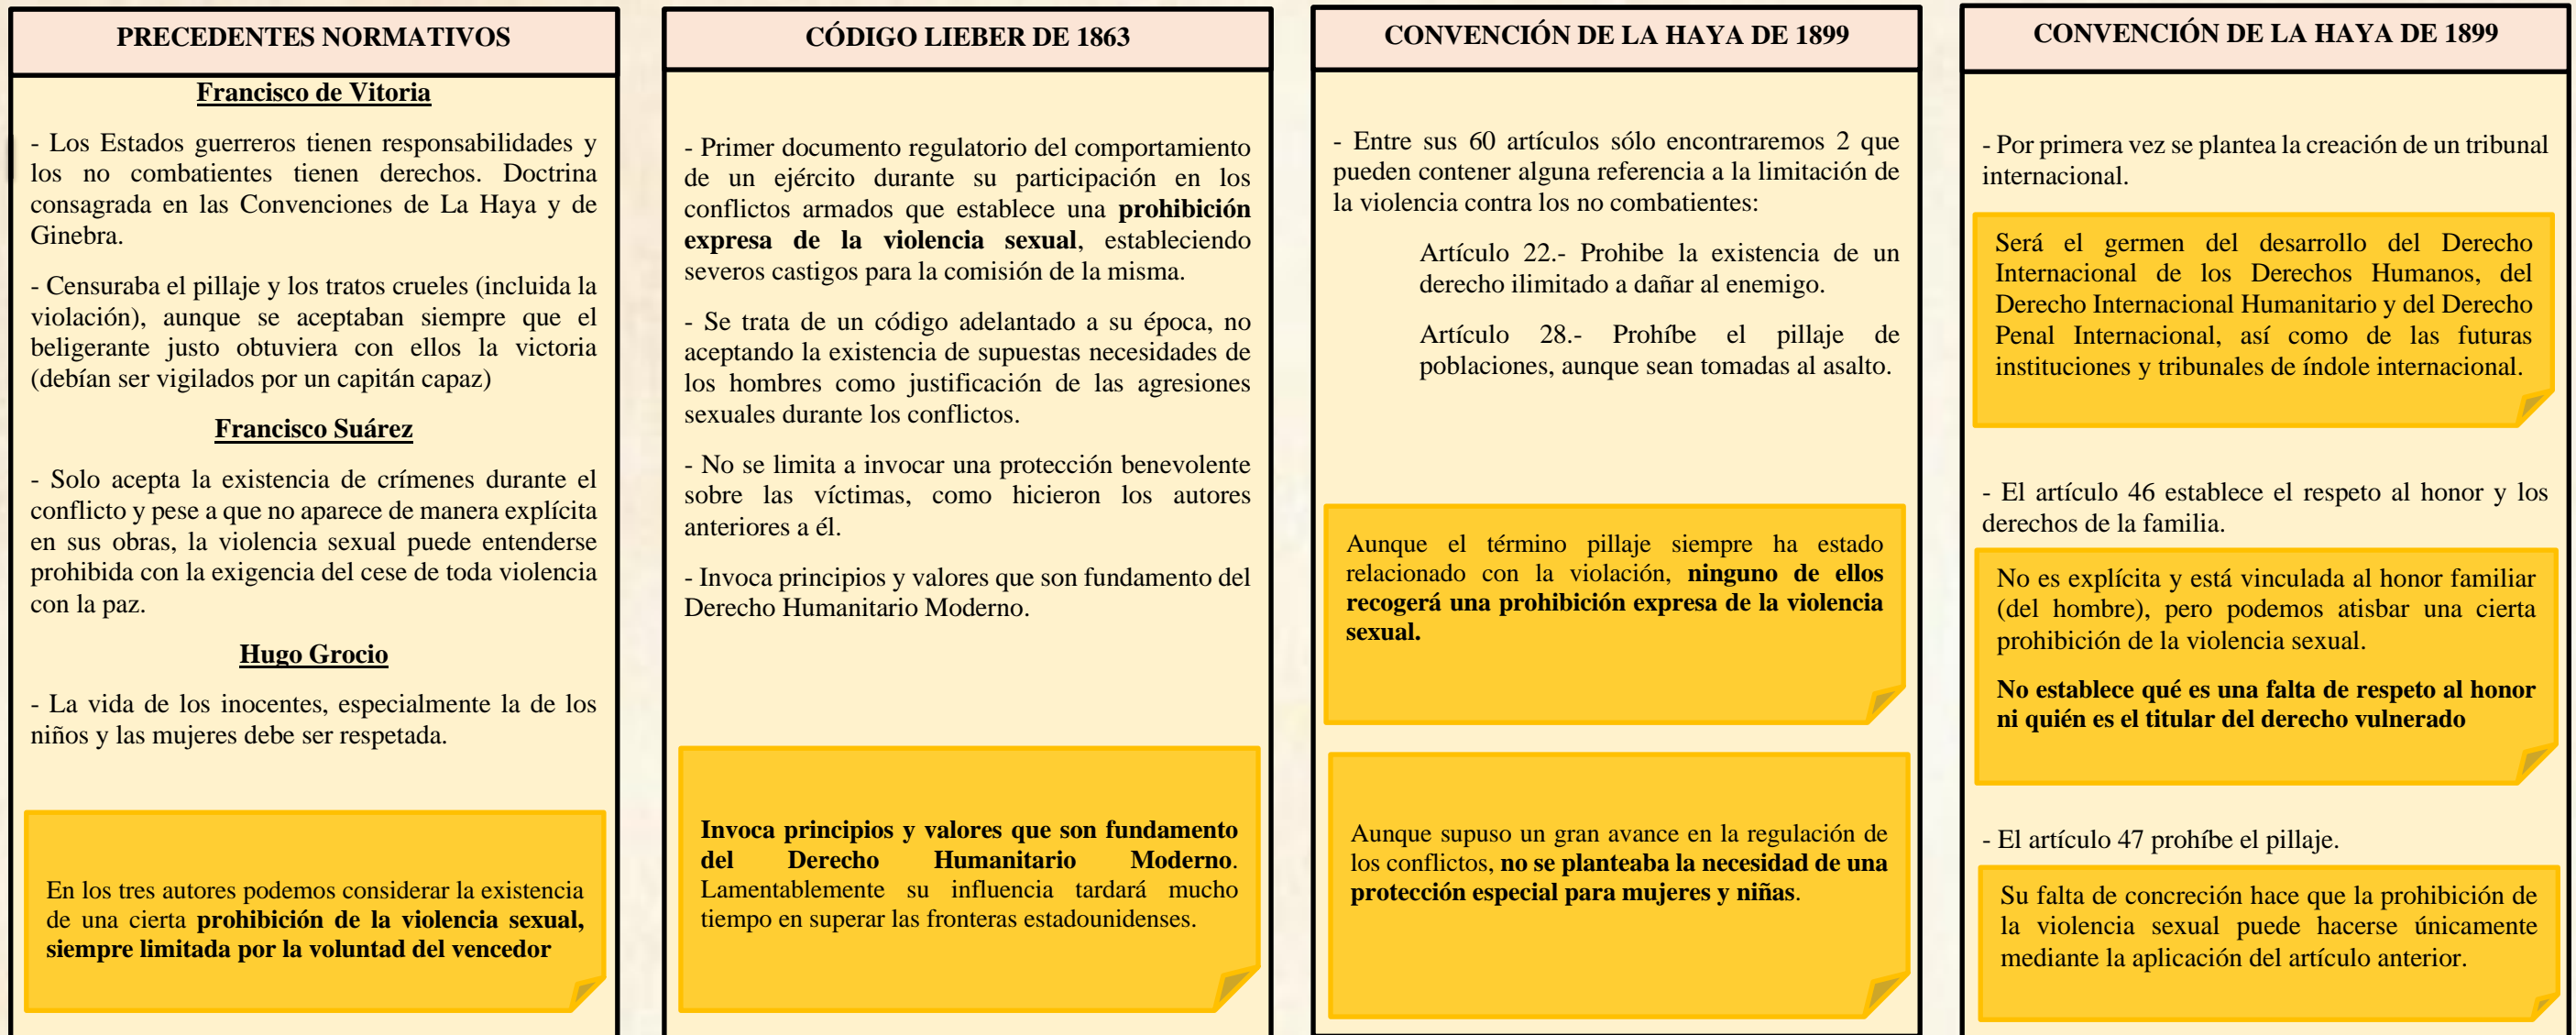 PRECEDENTES NORMATIVOS
Francisco de Vitoria
- Los Estados guerreros tienen responsabilidades y
los no combatientes tienen derechos. Doctrina
consagrada en las Convenciones de La Haya y de
Ginebra.
- Censuraba el pillaje y los tratos crueles (incluida la
violación), aunque se aceptaban siempre que el
beligerante justo obtuviera con ellos la victoria
(debían ser vigilados por un capitán capaz)
Francisco Suárez
- Solo acepta la existencia de crímenes durante el
conflicto y pese a que no aparece de manera explícita
en sus obras, la violencia sexual puede entenderse
prohibida con la exigencia del cese de toda violencia
con la paz.
Hugo Grocio
- La vida de los inocentes, especialmente la de los
niños y las mujeres debe ser respetada.
En los tres autores podemos considerar la existencia
de una cierta prohibición de la violencia sexual,
siempre limitada por la voluntad del vencedor
CÓDIGO LIEBER DE 1863
- Primer documento regulatorio del comportamiento
de un ejército durante su participación en los
conflictos armados que establece una prohibición
expresa de la violencia sexual, estableciendo
severos castigos para la comisión de la misma.
- Se trata de un código adelantado a su época, no
aceptando la existencia de supuestas necesidades de
los hombres como justificación de las agresiones
sexuales durante los conflictos.
- No se limita a invocar una protección benevolente
sobre las víctimas, como hicieron los autores
anteriores a él.
- Invoca principios y valores que son fundamento del
Derecho Humanitario Moderno.
Invoca principios y valores que son fundamento
del Derecho Humanitario Moderno.
Lamentablemente su influencia tardará mucho
tiempo en superar las fronteras estadounidenses.
CONVENCIÓN DE LA HAYA DE 1899
- Entre sus 60 artículos sólo encontraremos 2 que
pueden contener alguna referencia a la limitación de
la violencia contra los no combatientes:
Artículo 22.- Prohibe la existencia de un
derecho ilimitado a dañar al enemigo.
Artículo 28.- Prohíbe el pillaje de
poblaciones, aunque sean tomadas al asalto.
Aunque el término pillaje siempre ha estado
relacionado con la violación, ninguno de ellos
recogerá una prohibición expresa de la violencia
sexual.
Aunque supuso un gran avance en la regulación de
los conflictos, no se planteaba la necesidad de una
protección especial para mujeres y niñas.
CONVENCIÓN DE LA HAYA DE 1899
- Por primera vez se plantea la creación de un tribunal
internacional.
Será el germen del desarrollo del Derecho
Internacional de los Derechos Humanos, del
Derecho Internacional Humanitario y del Derecho
Penal Internacional, así como de las futuras
instituciones y tribunales de índole internacional.
- El artículo 46 establece el respeto al honor y los
derechos de la familia.
No es explícita y está vinculada al honor familiar
(del hombre), pero podemos atisbar una cierta
prohibición de la violencia sexual.
No establece qué es una falta de respeto al honor
ni quién es el titular del derecho vulnerado
- El artículo 47 prohíbe el pillaje.
Su falta de concreción hace que la prohibición de
la violencia sexual puede hacerse únicamente
mediante la aplicación del artículo anterior.